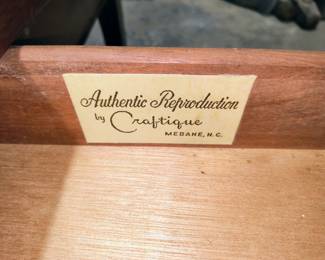 Authentic Reproduction
by Craftique
MEBANE, N.C.